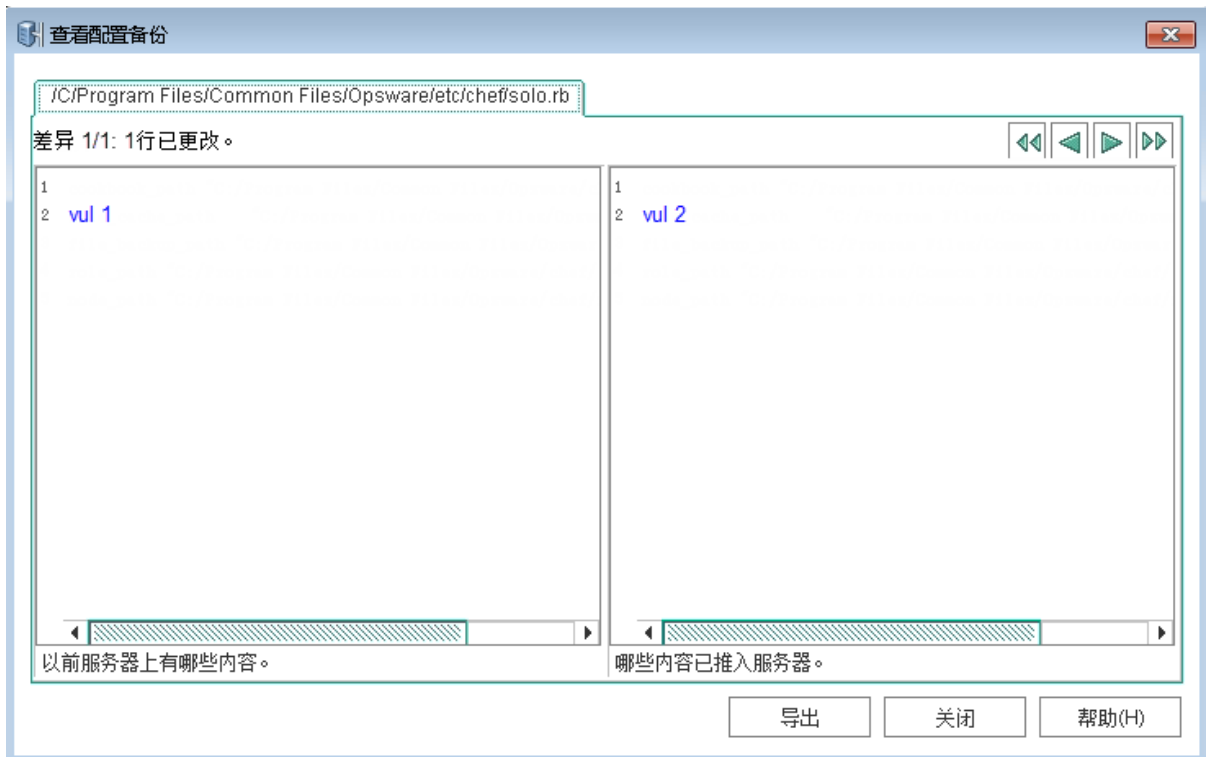 查看配置备份
/C/Program Files/Common Files/Opsware/etc/chef/solo.rb
差异 1/1: 1行已更改。
1
2 vul 1
1
2 vul 2
以前服务器上有哪些内容。
哪些内容已推入服务器。
导出 关闭 帮助(H)